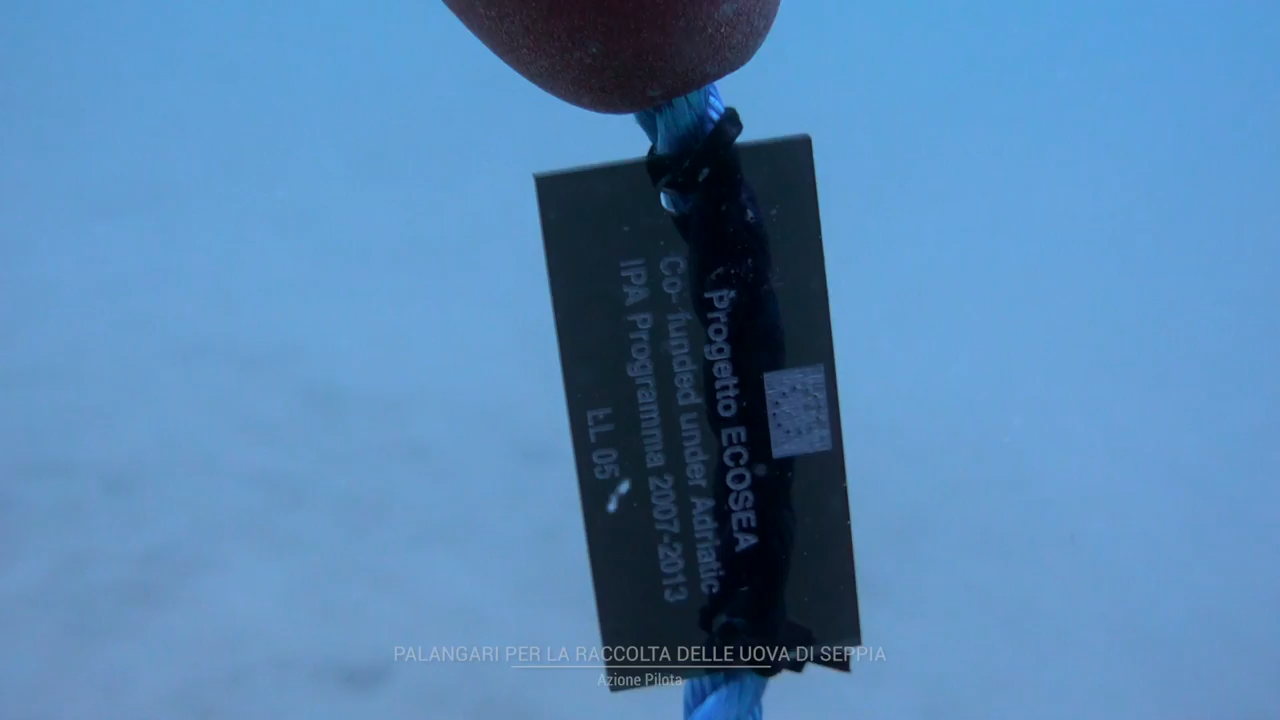 Progetto ECOSEA
Co-funded under Adriatic
IPA Programma 2007-2013
LL 05
PALANGARI PER LA RACCOLTA DELLE UOVA DI SEPPIA
Azione Pilota